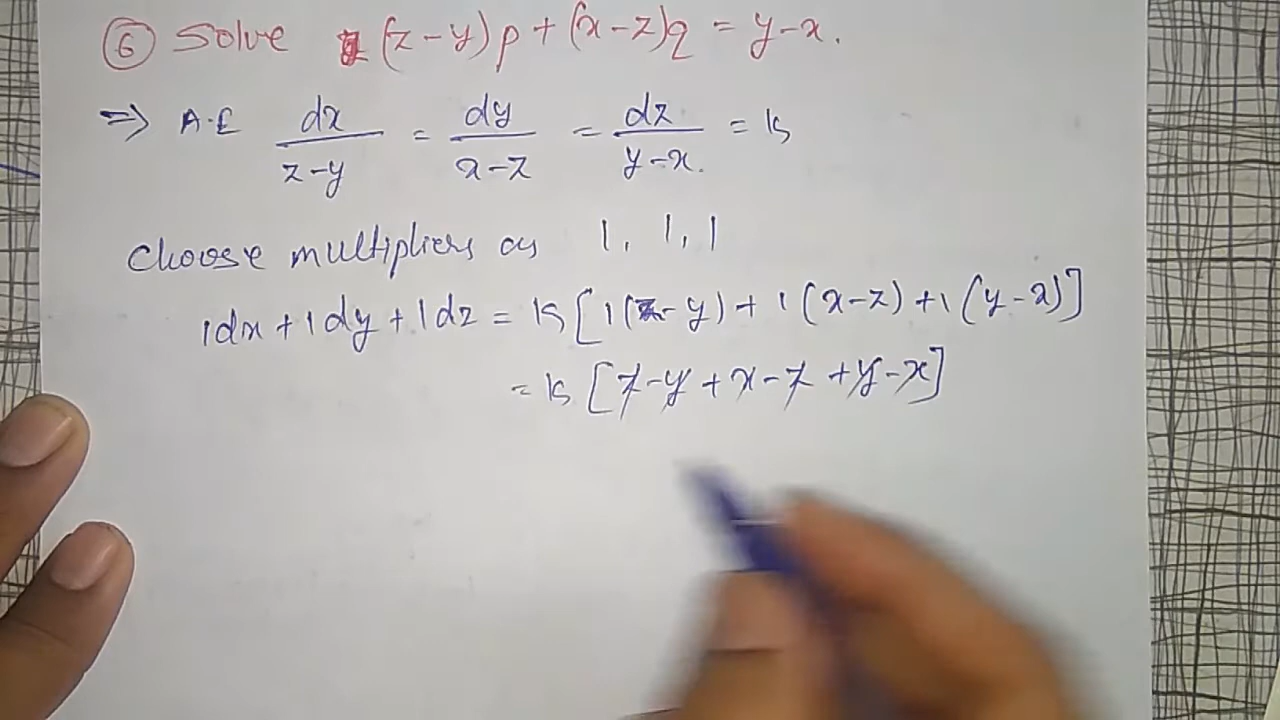 ⑥ Solve (z-y)p+(x-z)q = y-x.
⇒ A.E dx/z-y = dy/x-z = dz/y-x. = k
Choose multipliers as 1, 1, 1
1dx+1dy+1dz = k[1(z-y)+1(x-z)+1(y-x)]
= k[z-y+x-z+y-x]